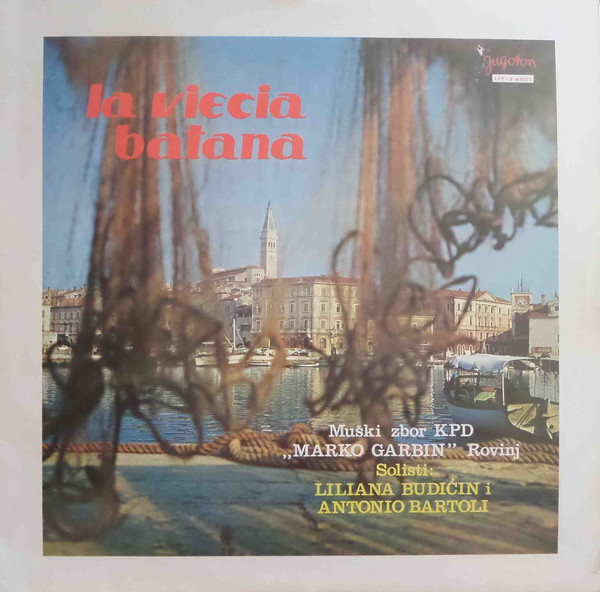 Jugoton
la viecia
batana
Muški zbor KPD
„MARKO GARBIN” Rovinj
Solisti:
LILIANA BUDIČIN i
ANTONIO BARTOLI